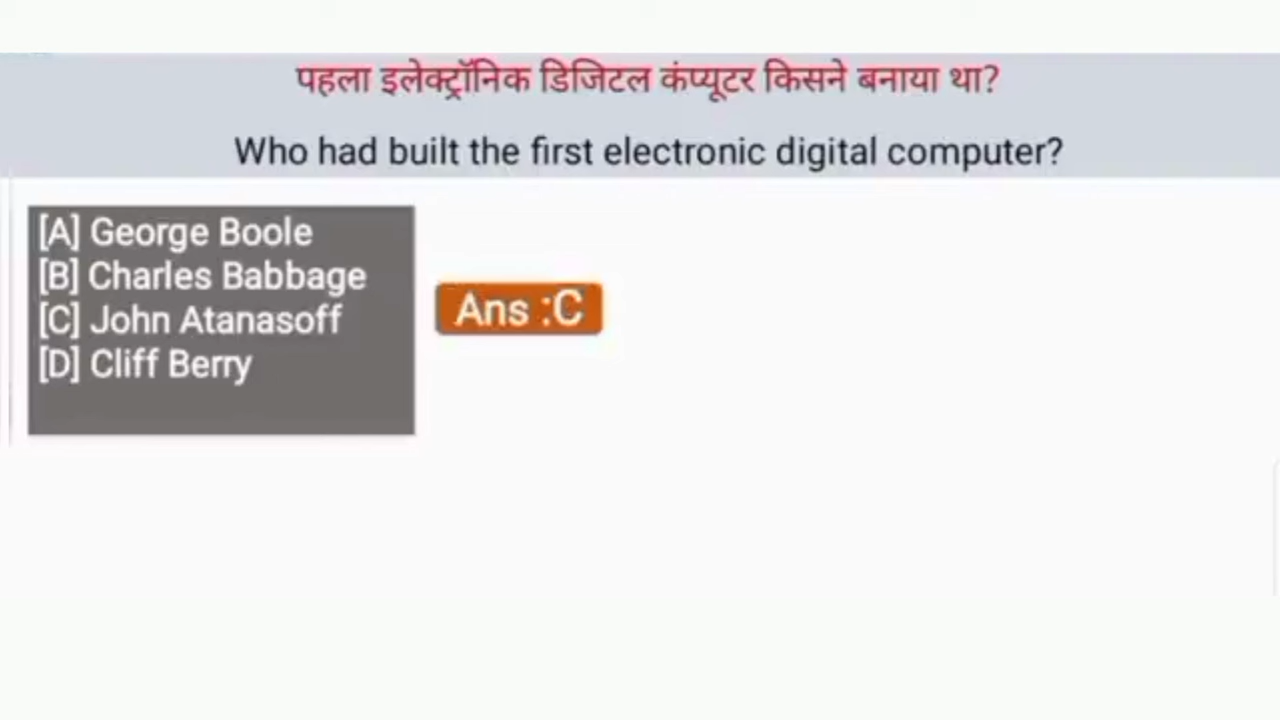 पहला इलेक्ट्रॉनिक डिजिटल कंप्यूटर किसने बनाया था?
Who had built the first electronic digital computer?
[A] George Boole
[B] Charles Babbage
[C] John Atanasoff
[D] Cliff Berry
Ans :C